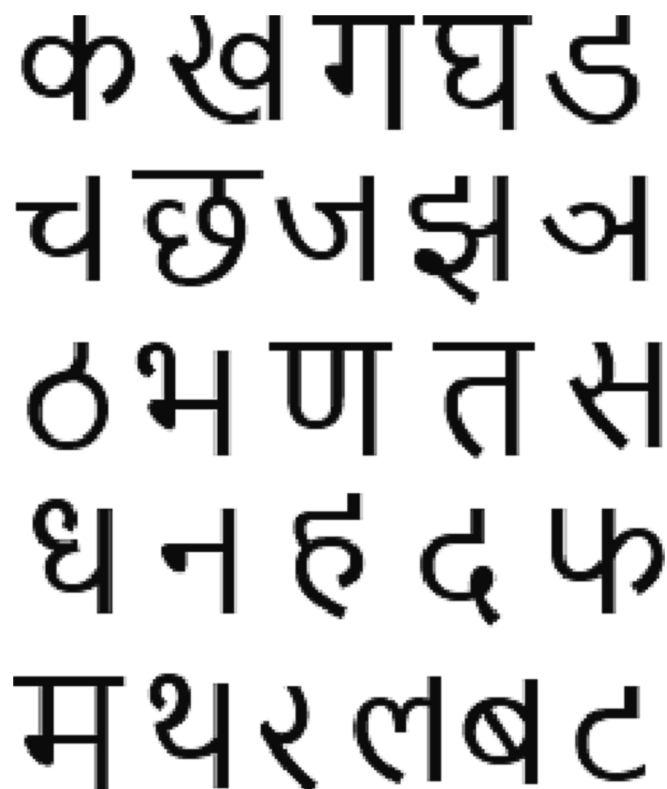 क ख ग घ ड
च छ ज झ ञ
ठ भ ण त स
ध न ह द फ
म थ र ल ब ट